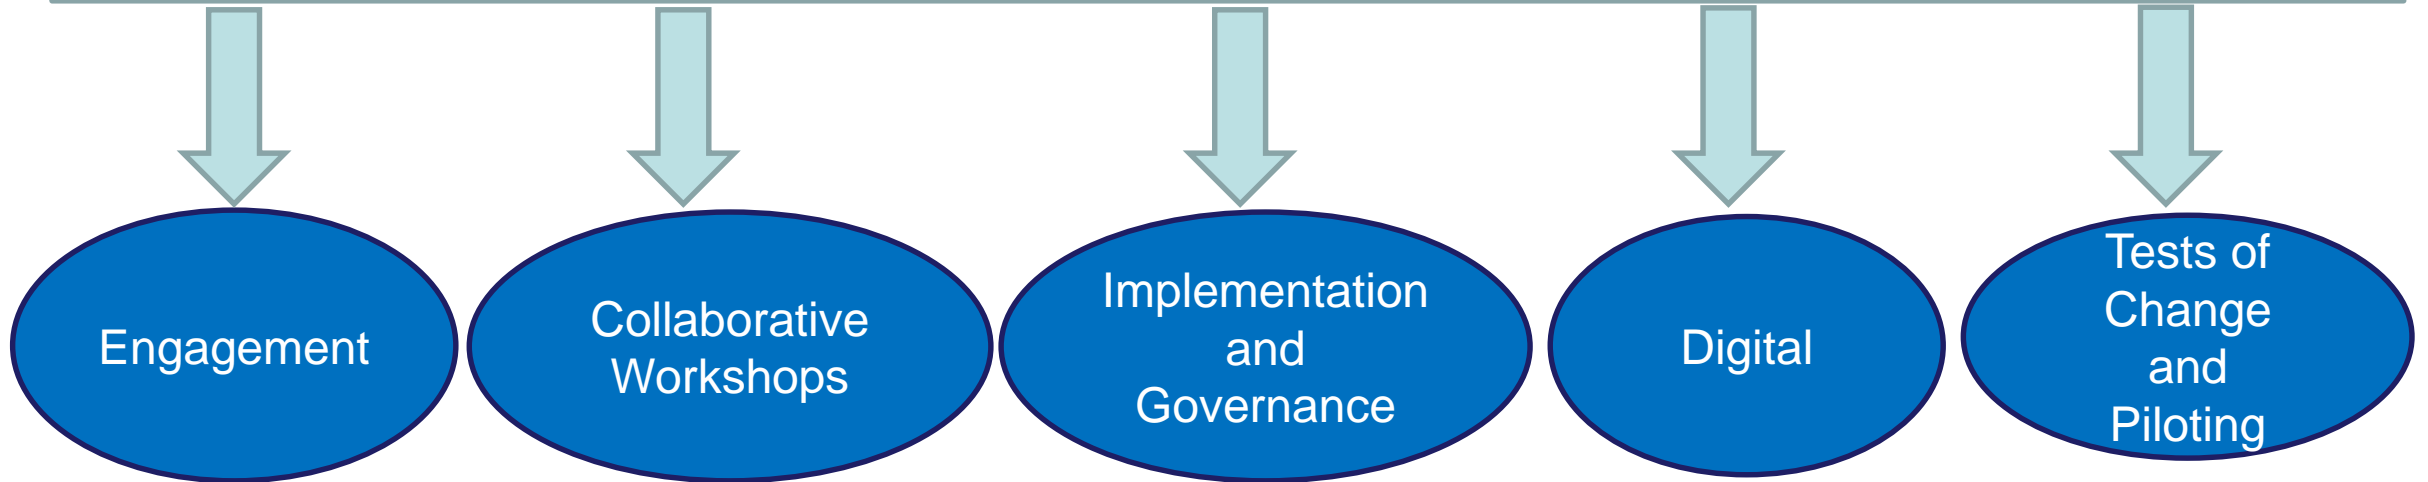 Engagement
Collaborative
Workshops
Implementation
and
Governance
Digital
Tests of
Change
and
Piloting